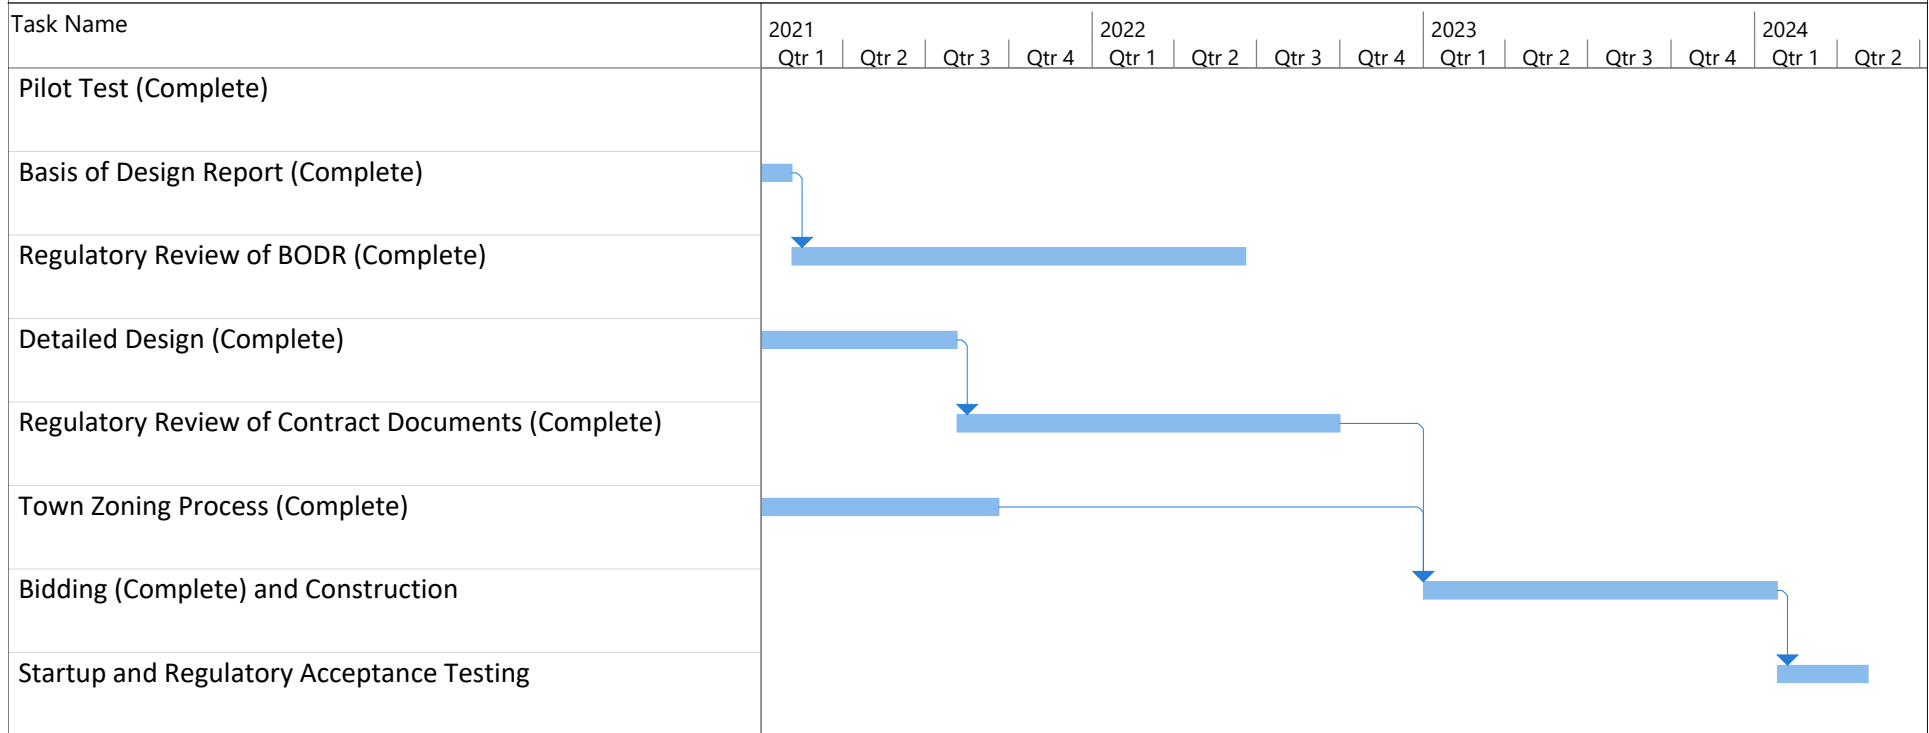 Task Name
2021 2022 2023 2024
Qtr 1 Qtr 2 Qtr 3 Qtr 4 Qtr 1 Qtr 2 Qtr 3 Qtr 4 Qtr 1 Qtr 2 Qtr 3 Qtr 4 Qtr 1 Qtr 2
Pilot Test (Complete)
Basis of Design Report (Complete)
Regulatory Review of BODR (Complete)
Detailed Design (Complete)
Regulatory Review of Contract Documents (Complete)
Town Zoning Process (Complete)
Bidding (Complete) and Construction
Startup and Regulatory Acceptance Testing